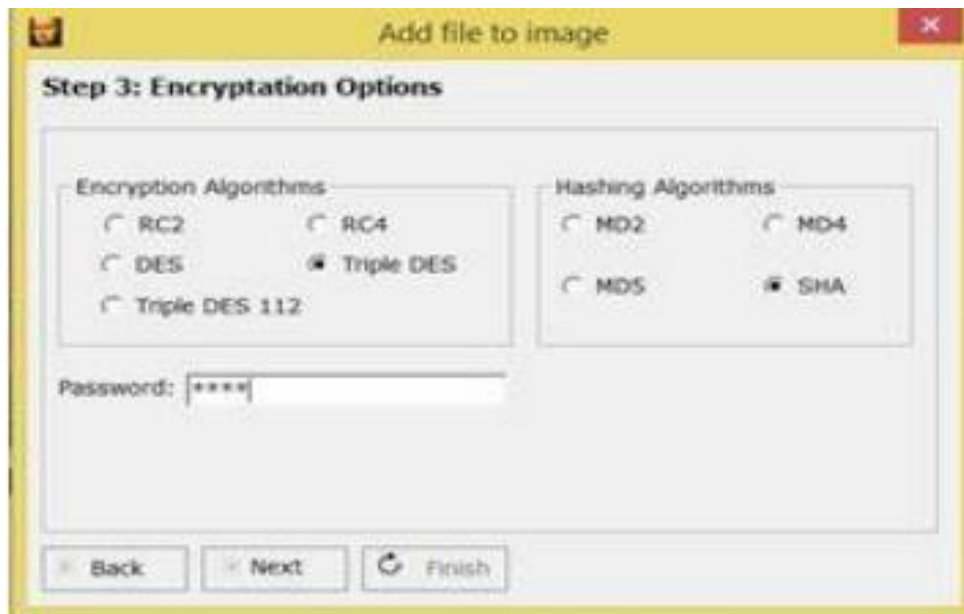 Add file to image
Step 3: Encryptation Options
Encryption Algorithms
RC2
RC4
DES
Triple DES
Triple DES 112
Hashing Algorithms
MD2
MD4
MD5
SHA
Password: ****
Back
Next
Finish